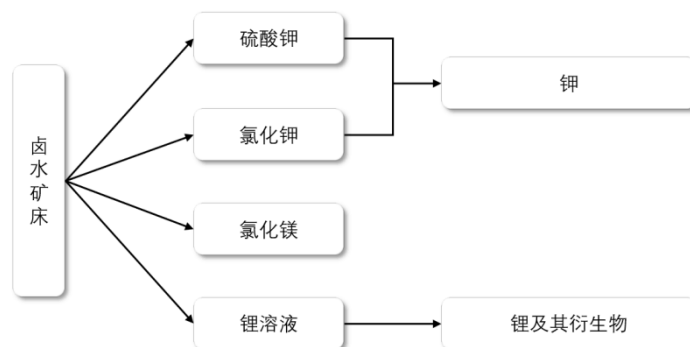 卤水矿床
硫酸钾
氯化钾
氯化镁
锂溶液
钾
锂及其衍生物